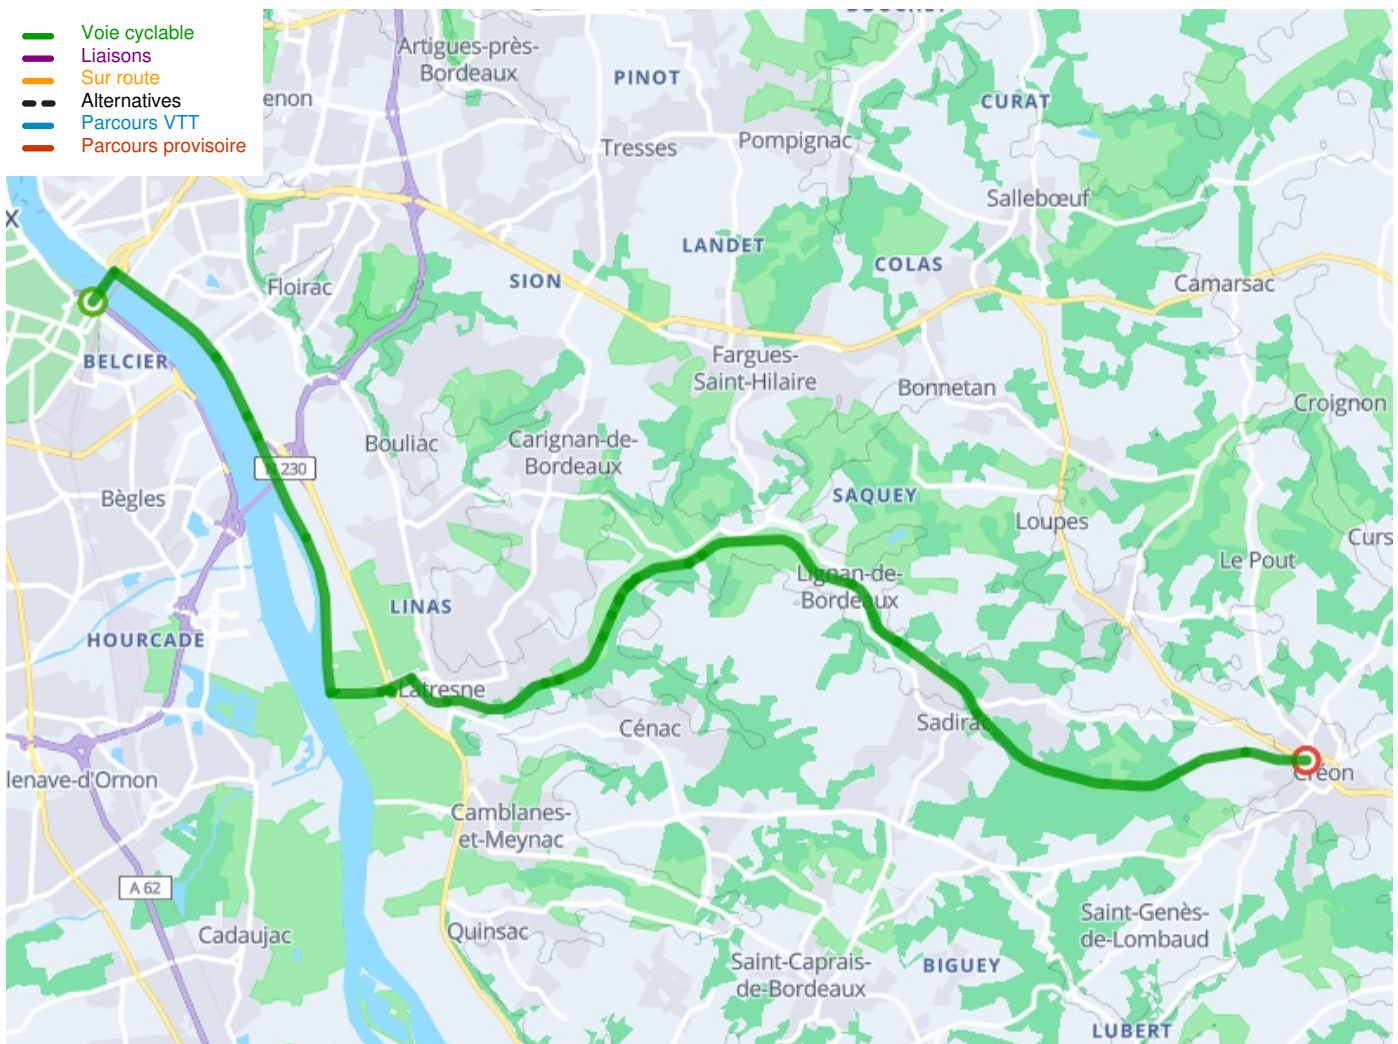 Voie cyclable
Liaisons
Sur route
Alternatives
Parcours VTT
Parcours provisoire
Artigues-près-
Bordeaux
PINOT
CURAT
enon
Tresses
Pompignac
Sallebœuf
X
LANDET
COLAS
SION
Floirac
Camarsac
BELCIER
Fargues-
Saint-Hilaire
Bonnetan
Croignon
Bouliac
Carignan-de-
Bordeaux
N 230
Bègles
SAQUEY
Loupes
Curs
Le Pout
Lignan-de-
Bordeaux
LINAS
HOURCADE
Latresne
Cénac
Sadirac
Créon
lenave-d'Ornon
Camblanes-
et-Meynac
A 62
Cadaujac
Quinsac
Saint-Genès-
de-Lombaud
Saint-Caprais-
de-Bordeaux
BIGUEY
LUBERT